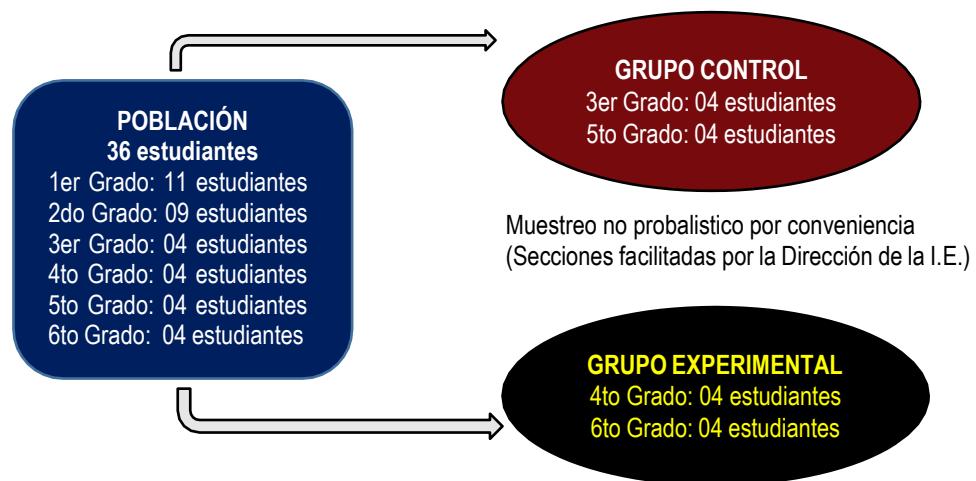 POBLACIÓN
36 estudiantes
1er Grado: 11 estudiantes
2do Grado: 09 estudiantes
3er Grado: 04 estudiantes
4to Grado: 04 estudiantes
5to Grado: 04 estudiantes
6to Grado: 04 estudiantes
GRUPO CONTROL
3er Grado: 04 estudiantes
5to Grado: 04 estudiantes
Muestreo no probalistico por conveniencia
(Secciones facilitadas por la Dirección de la I.E.)
GRUPO EXPERIMENTAL
4to Grado: 04 estudiantes
6to Grado: 04 estudiantes